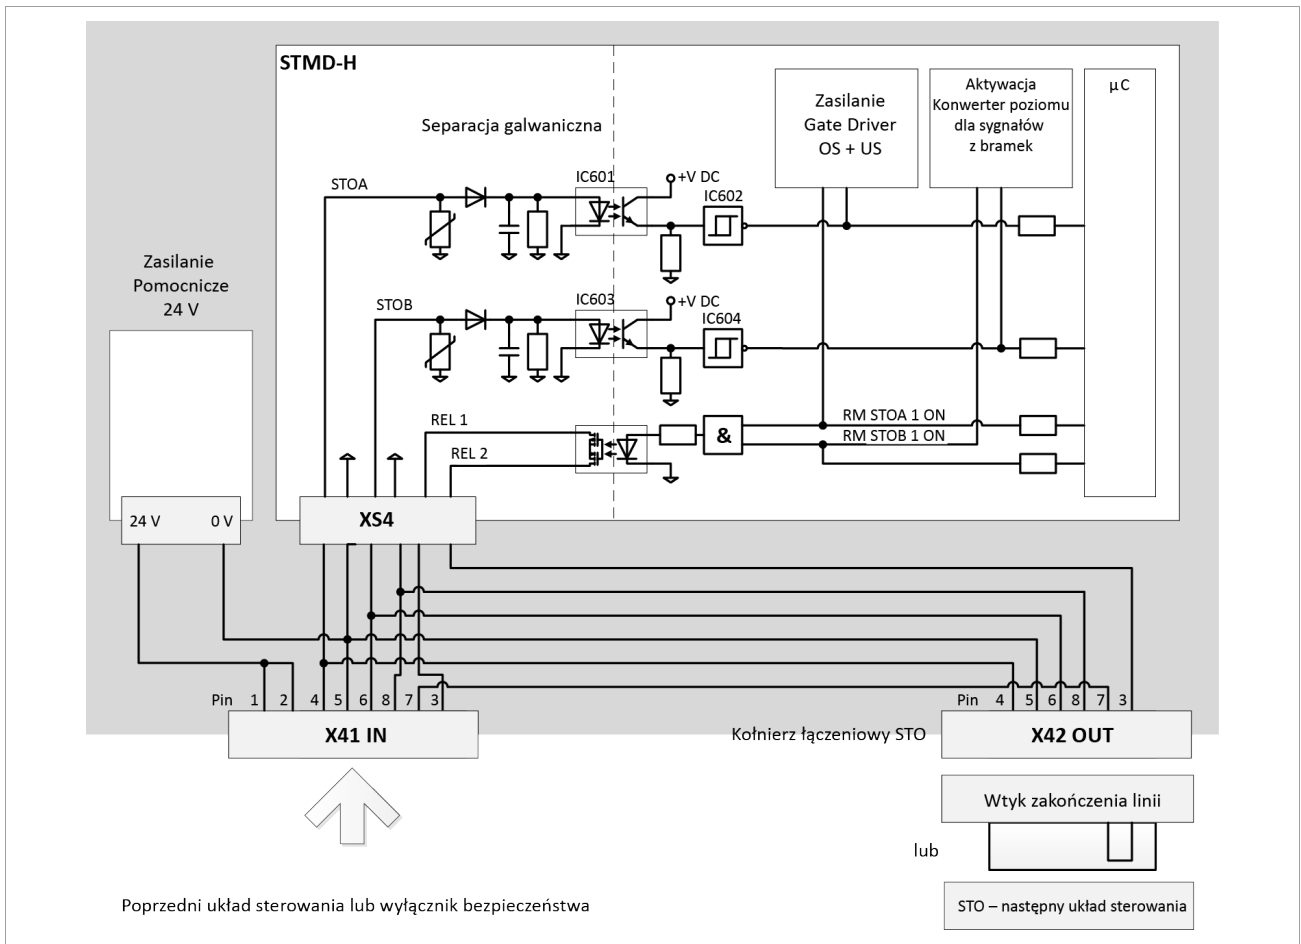 STMD-H
Separacja galwaniczna
Zasilanie
Gate Driver
OS + US
Aktywacja
Konwerter poziomu
dla sygnałów
z bramek
µC
STOA
IC601
+V DC
IC602
Zasilanie
Pomocnicze
24 V
STOB
IC603
+V DC
IC604
REL 1
REL 2
&
RM STOA 1 ON
RM STOB 1 ON
24 V 0 V
XS4
Pin 1 2 4 5 6 8 7 3
X41 IN
Pin 4 5 6 8 7 3
Kołnierz łączeniowy STO
X42 OUT
Wtyk zakończenia linii
lub
STO – następny układ sterowania
Poprzedni układ sterowania lub wyłącznik bezpieczeństwa